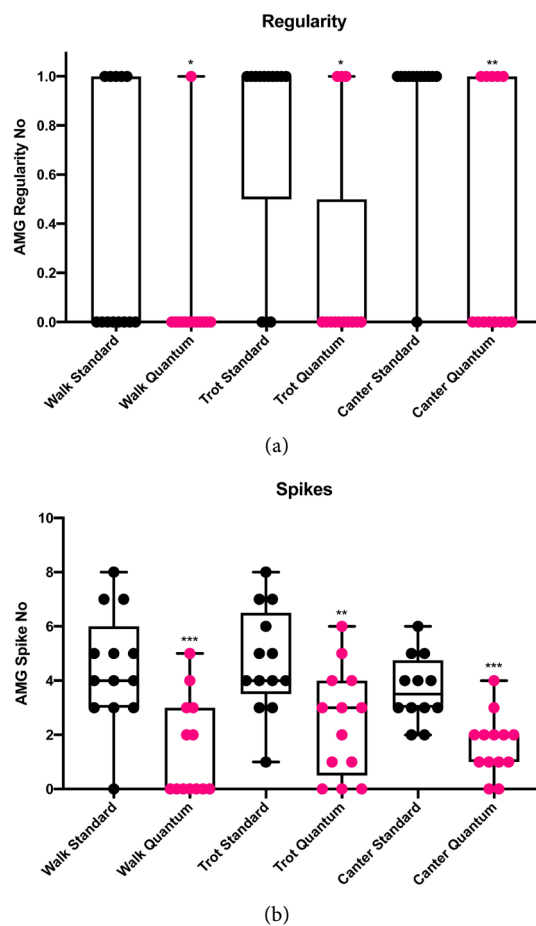 Regularity
AMG Regularity No
1.0
0.8
0.6
0.4
0.2
0.0
*
*
**
Walk Standard
Walk Quantum
Trot Standard
Trot Quantum
Canter Standard
Canter Quantum
(a)
Spikes
AMG Spike No
10
8
6
4
2
0
***
**
***
Walk Standard
Walk Quantum
Trot Standard
Trot Quantum
Canter Standard
Canter Quantum
(b)